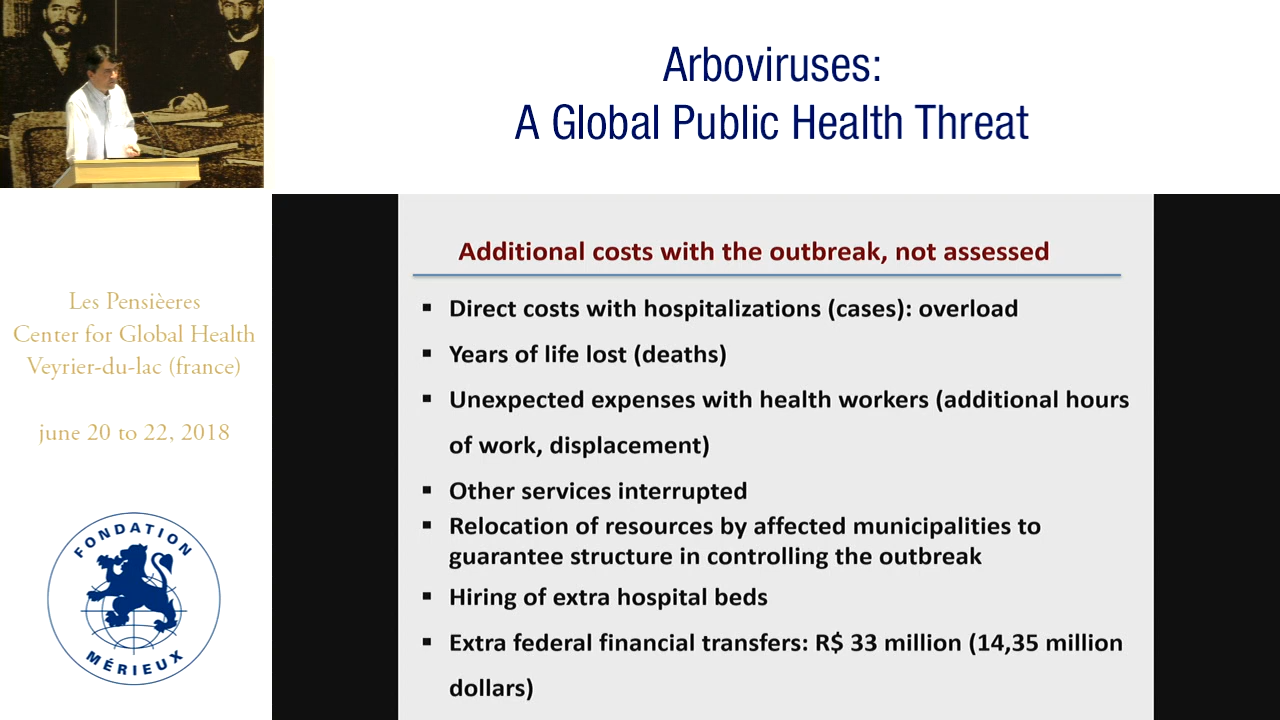 Arboviruses:
A Global Public Health Threat
Les Pensièeres
Center for Global Health
Veyrier-du-lac (france)
june 20 to 22, 2018
FONDATION
MÉRIEUX
Additional costs with the outbreak, not assessed
▪ Direct costs with hospitalizations (cases): overload
▪ Years of life lost (deaths)
▪ Unexpected expenses with health workers (additional hours
of work, displacement)
▪ Other services interrupted
▪ Relocation of resources by affected municipalities to
guarantee structure in controlling the outbreak
▪ Hiring of extra hospital beds
▪ Extra federal financial transfers: R$ 33 million (14,35 million
dollars)